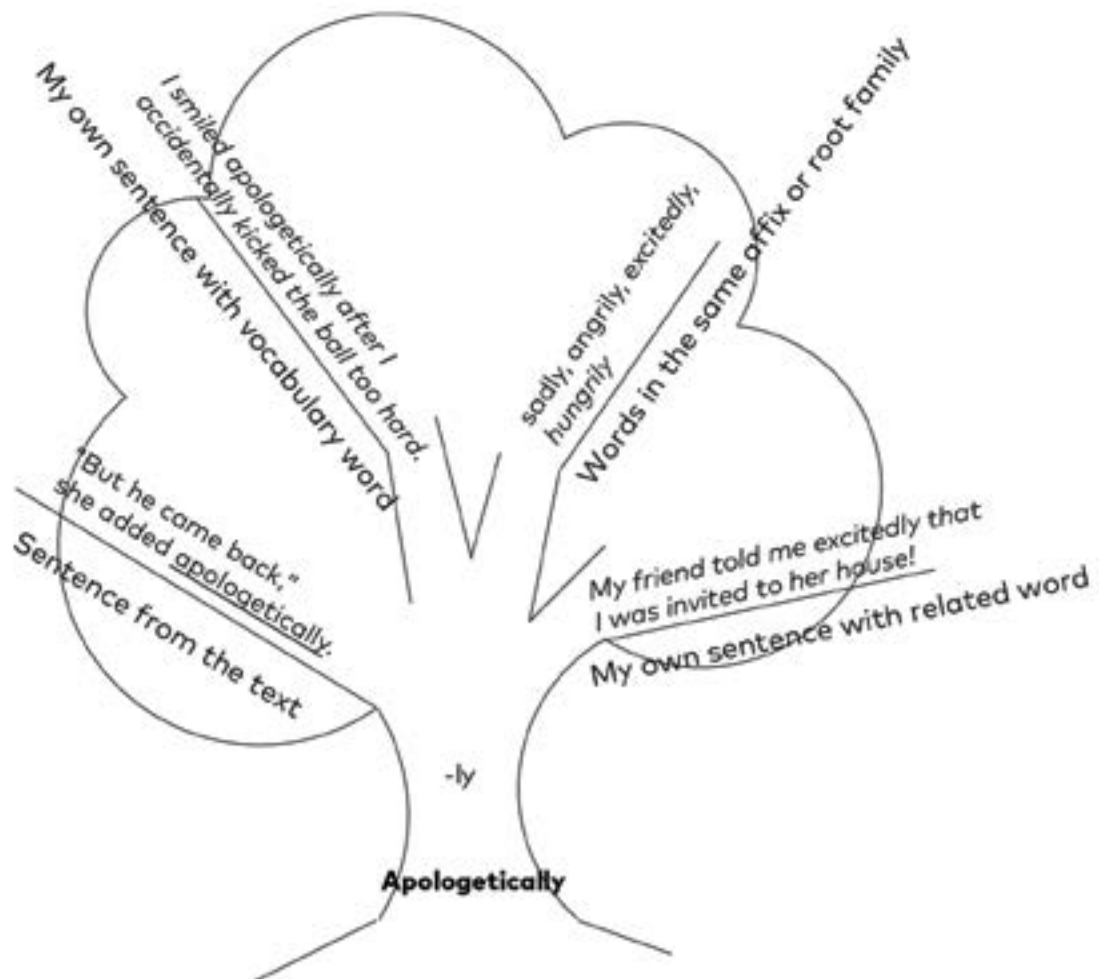 I smiled apologetically after I
accidentally kicked the ball too hard.
My own sentence with vocabulary word
sadly, angrily, excitedly,
hungrily
Words in the same affix or root family
"But he came back,"
she added apologetically.
Sentence from the text
My friend told me excitedly that
I was invited to her house!
My own sentence with related word
-ly
Apologetically